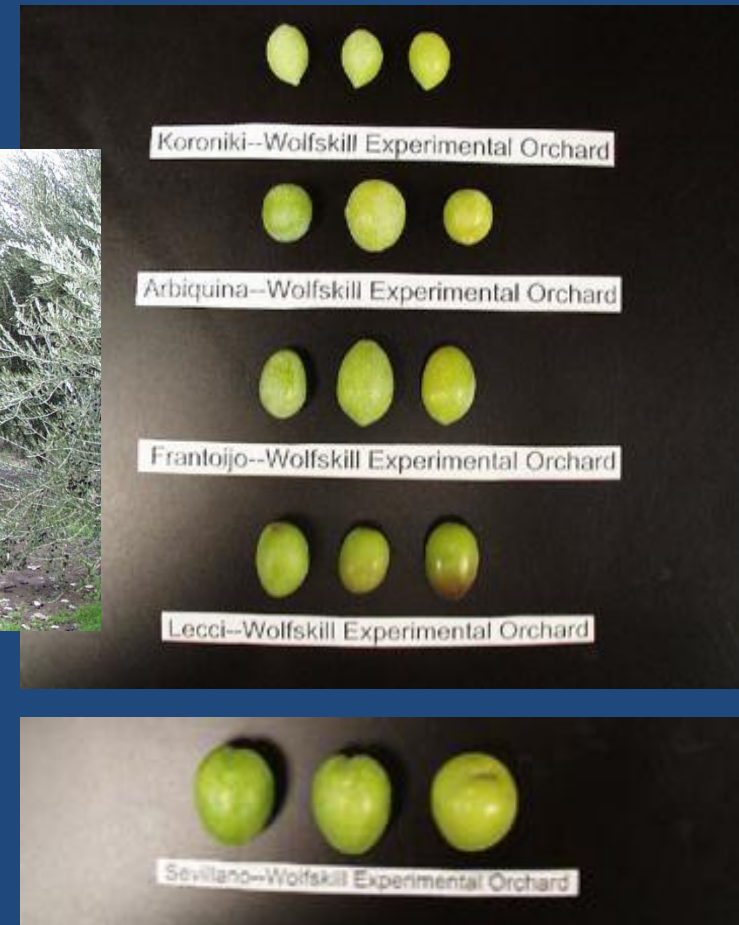 Koroniki--Wolfskill Experimental Orchard
Arbiquina--Wolfskill Experimental Orchard
Frantoijo--Wolfskill Experimental Orchard
Lecci--Wolfskill Experimental Orchard
Sevillano--Wolfskill Experimental Orchard